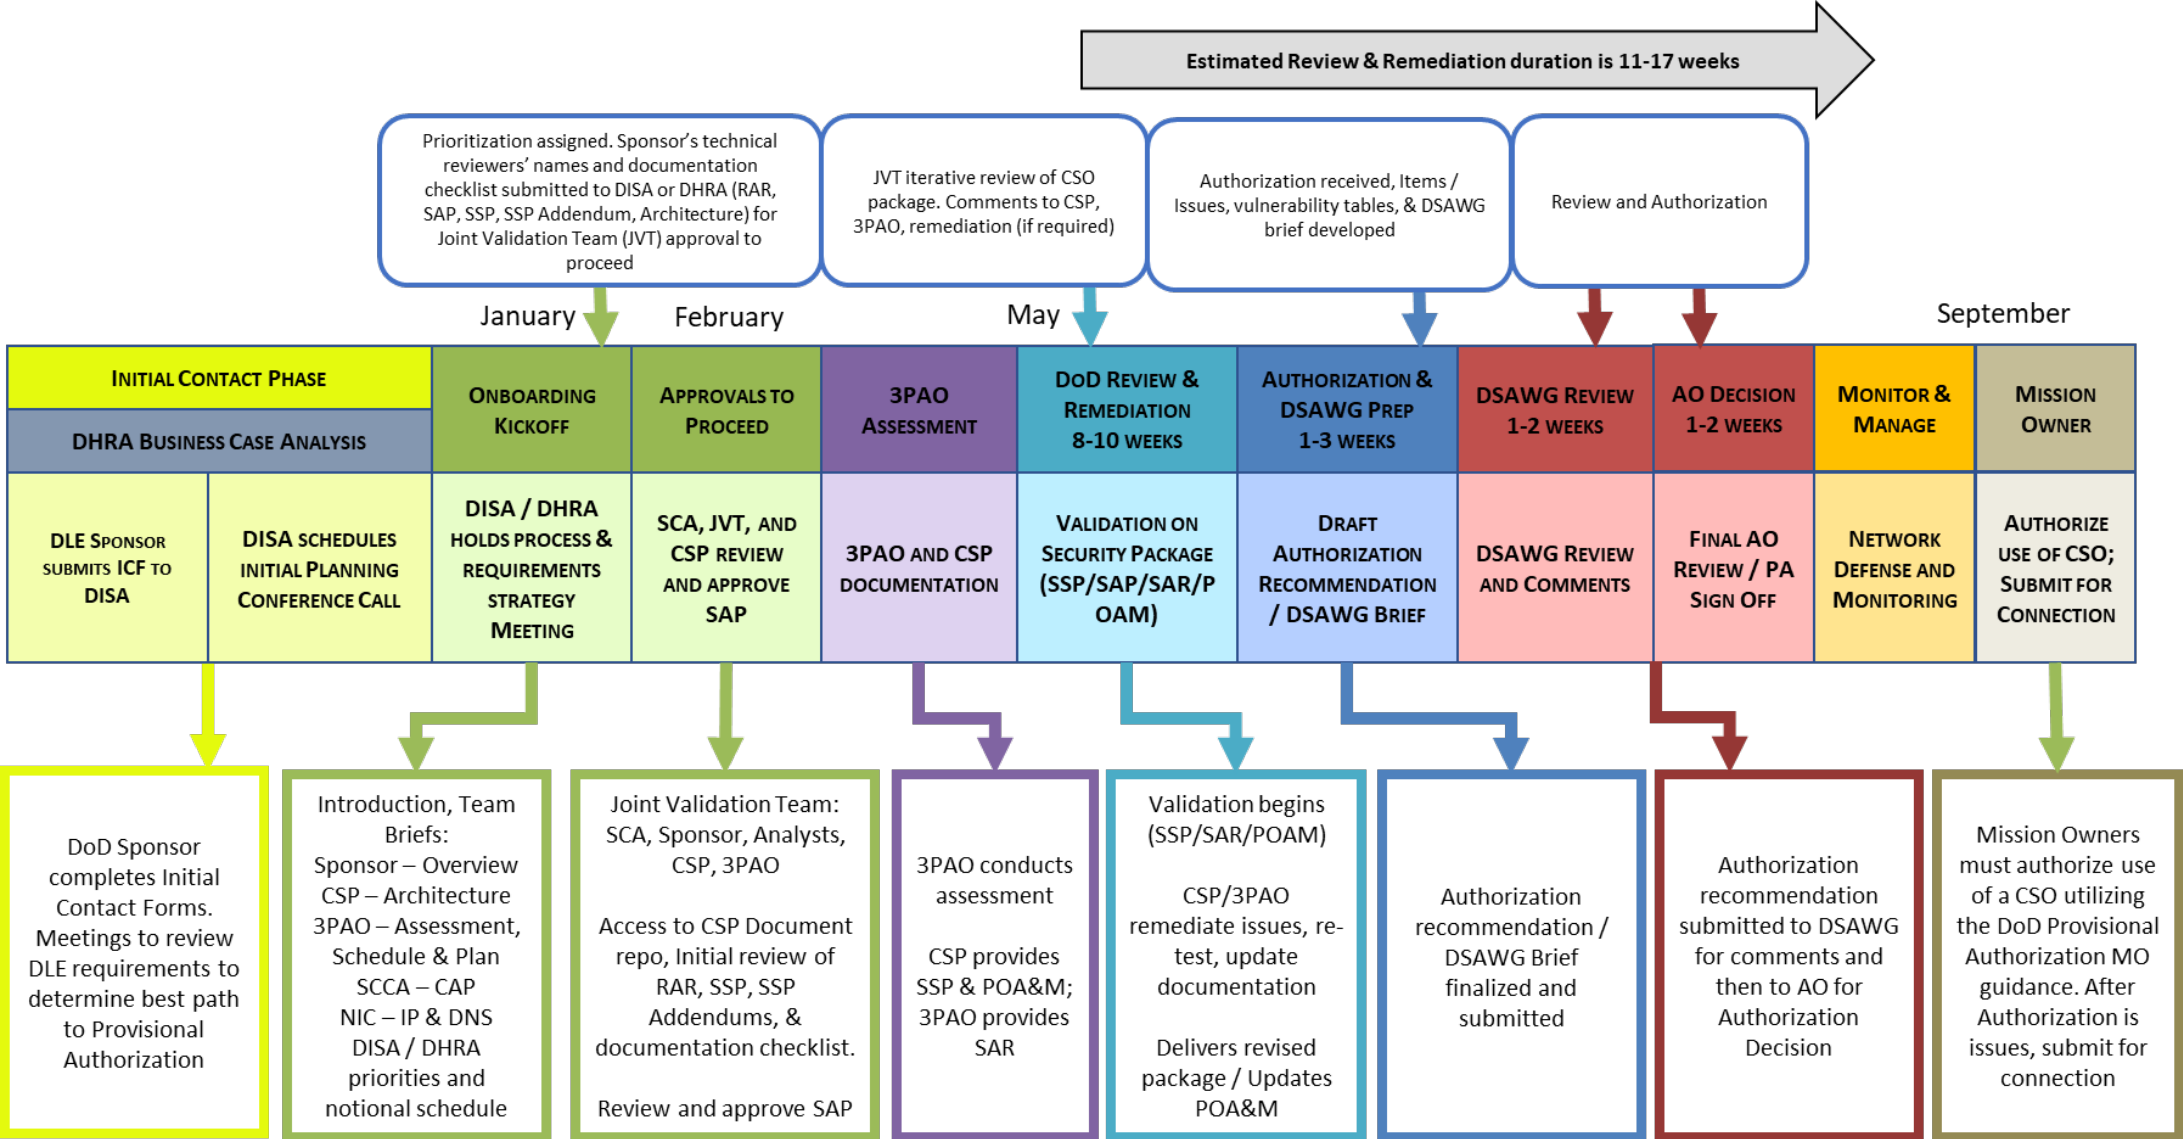 Estimated Review & Remediation duration is 11-17 weeks
Prioritization assigned. Sponsor's technical
reviewers' names and documentation
checklist submitted to DISA or DHRA (RAR,
SAP, SSP, SSP Addendum, Architecture) for
Joint Validation Team (JVT) approval to
proceed
JVT iterative review of CSO
package. Comments to CSP,
3PAO, remediation (if required)
Authorization received, Items /
Issues, vulnerability tables, & DSAWG
brief developed
Review and Authorization
January
February
May
September
Initial Contact Phase
DHRA Business Case Analysis
Onboarding
Kickoff
Approvals to
Proceed
3PAO
Assessment
DoD Review &
Remediation
8-10 weeks
Authorization &
DSAWG Prep
1-3 weeks
DSAWG Review
1-2 weeks
AO Decision
1-2 weeks
Monitor &
Manage
Mission
Owner
DLE Sponsor
submits ICF to
DISA
DISA schedules
initial Planning
Conference Call
DISA / DHRA
holds process &
requirements
strategy
Meeting
SCA, JVT, and
CSP review
and approve
SAP
3PAO and CSP
documentation
Validation on
Security Package
(SSP/SAP/SAR/P
OAM)
Draft
Authorization
Recommendation
/ DSAWG Brief
DSAWG Review
and Comments
Final AO
Review / PA
Sign Off
Network
Defense and
Monitoring
Authorize
use of CSO;
Submit for
Connection
DoD Sponsor
completes Initial
Contact Forms.
Meetings to review
DLE requirements to
determine best path
to Provisional
Authorization
Introduction, Team
Briefs:
Sponsor – Overview
CSP – Architecture
3PAO – Assessment,
Schedule & Plan
SCCA – CAP
NIC – IP & DNS
DISA / DHRA
priorities and
notional schedule
Joint Validation Team:
SCA, Sponsor, Analysts,
CSP, 3PAO
Access to CSP Document
repo, Initial review of
RAR, SSP, SSP
Addendums, &
documentation checklist.
Review and approve SAP
3PAO conducts
assessment
CSP provides
SSP & POA&M;
3PAO provides
SAR
Validation begins
(SSP/SAR/POAM)
CSP/3PAO
remediate issues, re-
test, update
documentation
Delivers revised
package / Updates
POA&M
Authorization
recommendation /
DSAWG Brief
finalized and
submitted
Authorization
recommendation
submitted to DSAWG
for comments and
then to AO for
Authorization
Decision
Mission Owners
must authorize use
of a CSO utilizing
the DoD Provisional
Authorization MO
guidance. After
Authorization is
issues, submit for
connection